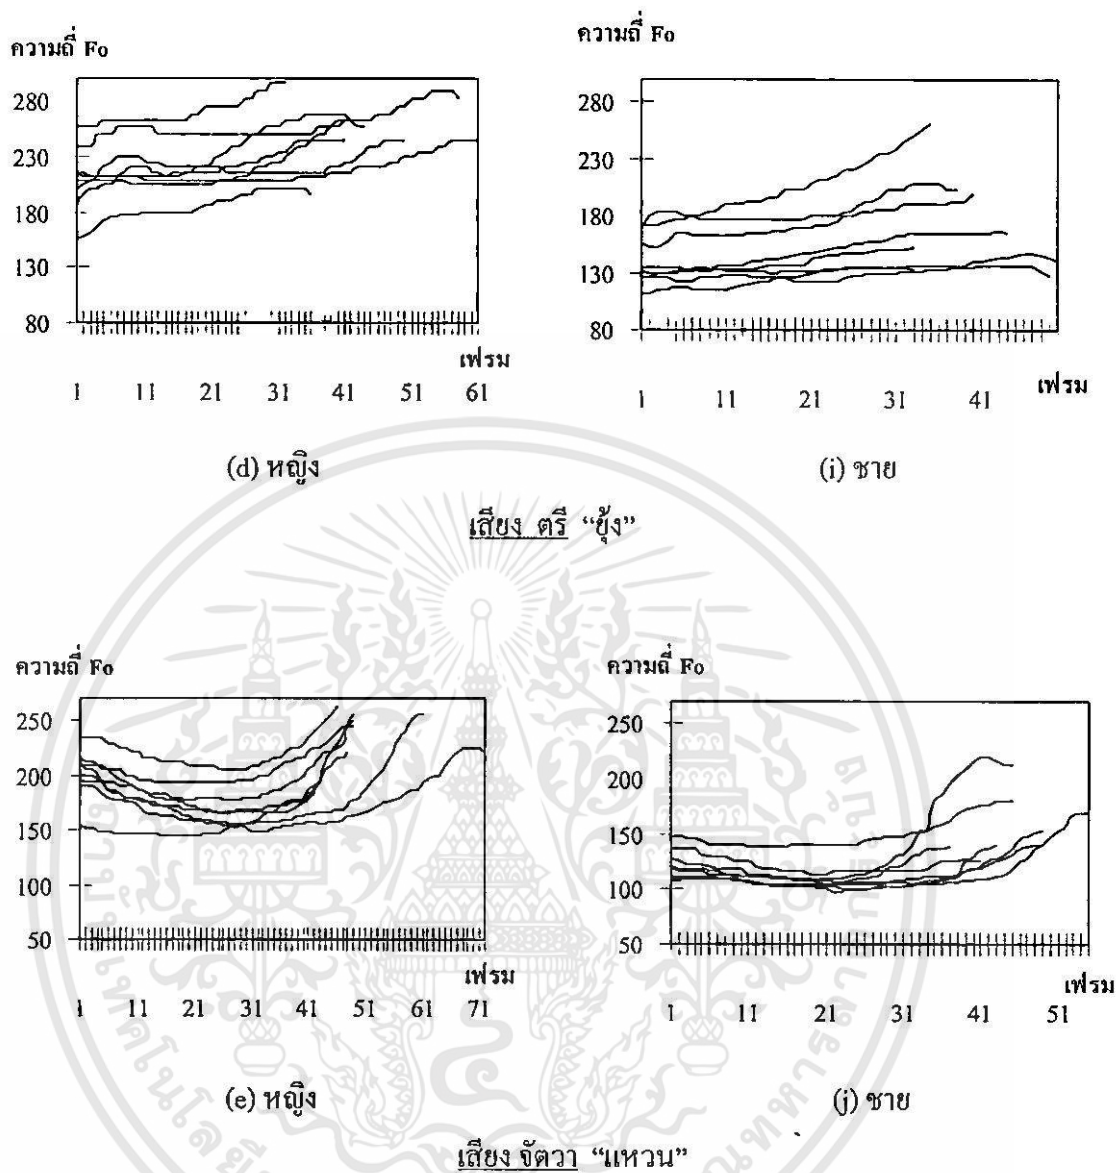 ความถี่ Fo
280
230
180
130
80
เฟรม
1 11 21 31 41 51 61
(d) หญิง
ความถี่ Fo
280
230
180
130
80
เฟรม
1 11 21 31 41
(i) ชาย
เสียง ตรี “ยุ้ง”
ความถี่ Fo
250
200
150
100
50
เฟรม
1 11 21 31 41 51 61 71
(e) หญิง
ความถี่ Fo
250
200
150
100
50
เฟรม
1 11 21 31 41 51
(j) ชาย
เสียง จัตวา “แหวน”